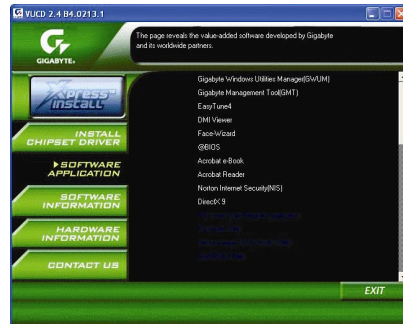 VUCD 2.4 B4.0213.1
The page reveals the value-added software developed by Gigabyte
and its worldwide partners.
GIGABYTE
Xpress
INSTALL
Gigabyte Windows Utilities Manager(GWUM)
Gigabyte Management Tool(GMT)
EasyTune4
DMI Viewer
Face-Wizard
@BIOS
Acrobat e-Book
Acrobat Reader
Norton Internet Security(NIS)
DirectX 9
INSTALL
CHIPSET DRIVER
SOFTWARE
APPLICATION
SOFTWARE
INFORMATION
HARDWARE
INFORMATION
CONTACT US
EXIT